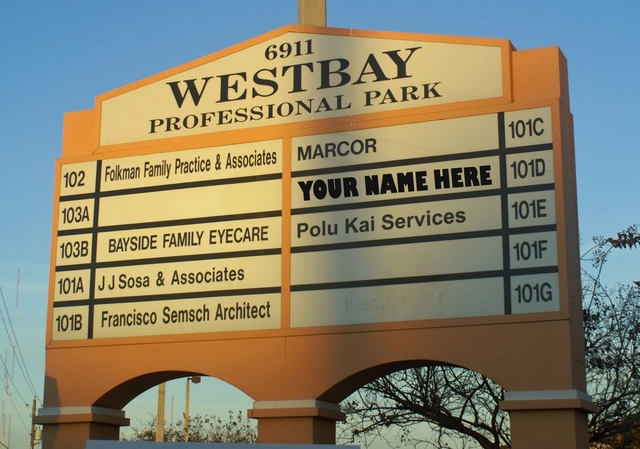 6911
WESTBAY
PROFESSIONAL PARK
102 Folkman Family Practice & Associates
103A
103B BAYSIDE FAMILY EYECARE
101A J J Sosa & Associates
101B Francisco Semsch Architect
MARCOR 101C
YOUR NAME HERE 101D
Polu Kai Services 101E
101F
101G